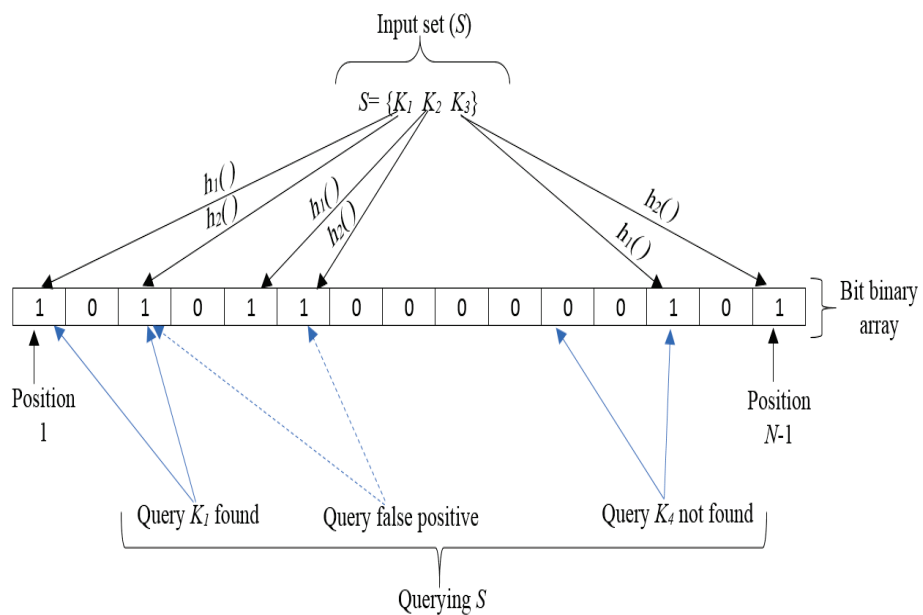 Input set (S)
S= {K1 K2 K3}
h1()
h2()
h1()
h2()
h2()
h1()
1 0 1 0 1 1 0 0 0 0 0 0 1 0 1
Bit binary
array
Position
1
Position
N-1
Query K1 found
Query false positive
Query K4 not found
Querying S